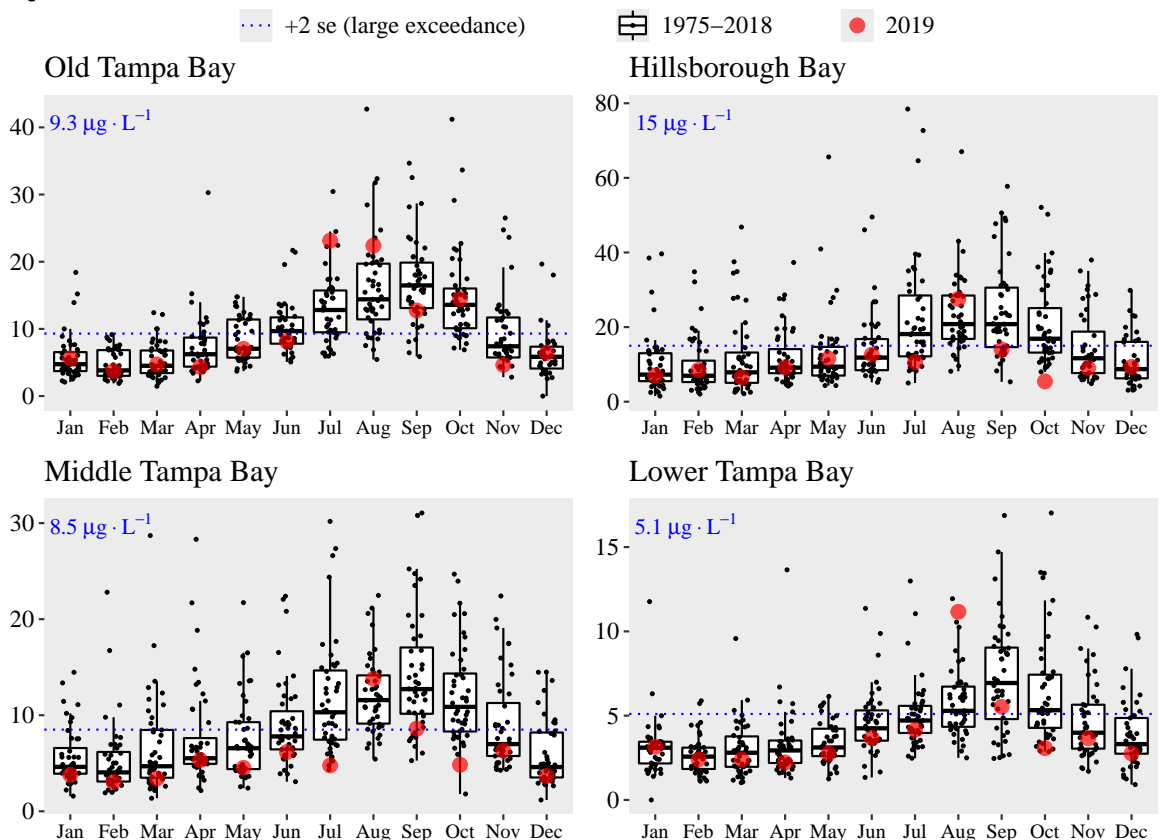 +2 se (large exceedance) 1975–2018 2019
Old Tampa Bay
9.3 μg · L⁻¹
40
30
20
10
0
Jan Feb Mar Apr May Jun Jul Aug Sep Oct Nov Dec
Hillsborough Bay
15 μg · L⁻¹
80
60
40
20
0
Jan Feb Mar Apr May Jun Jul Aug Sep Oct Nov Dec
Middle Tampa Bay
8.5 μg · L⁻¹
30
20
10
0
Jan Feb Mar Apr May Jun Jul Aug Sep Oct Nov Dec
Lower Tampa Bay
5.1 μg · L⁻¹
15
10
5
0
Jan Feb Mar Apr May Jun Jul Aug Sep Oct Nov Dec